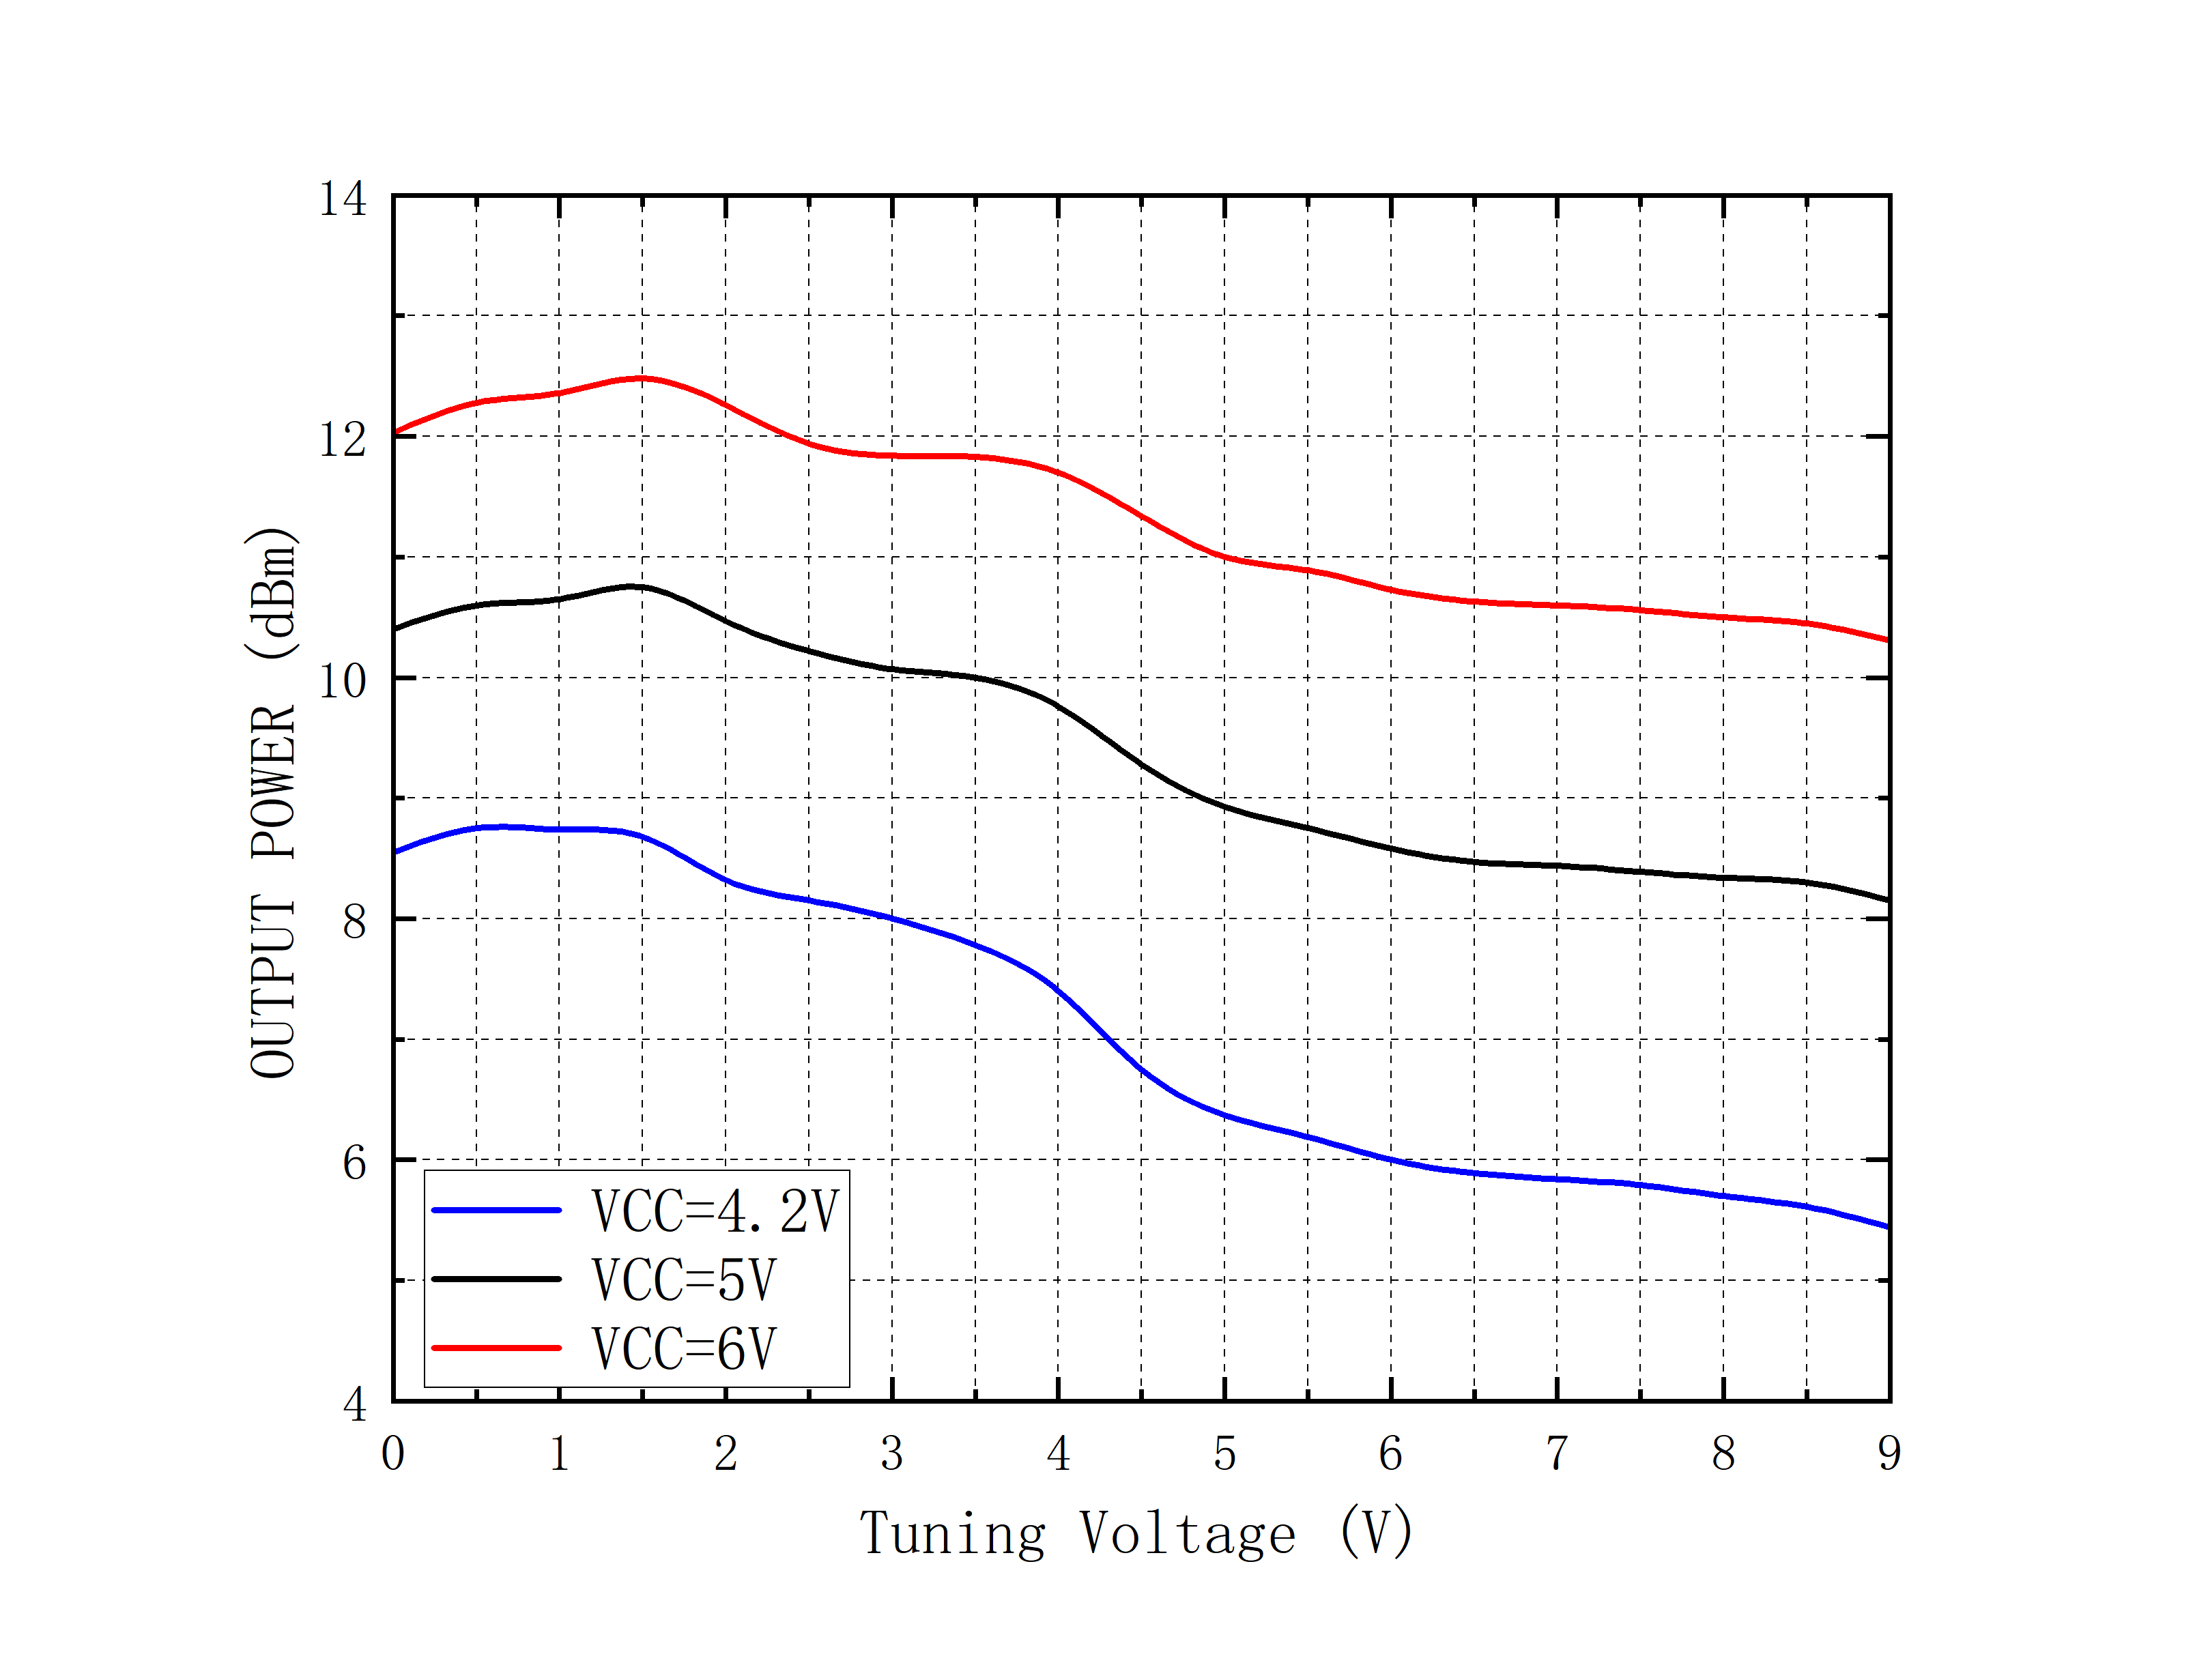 14
12
10
8
6
4
OUTPUT POWER (dBm)
VCC=4.2V
VCC=5V
VCC=6V
0 1 2 3 4 5 6 7 8 9
Tuning Voltage (V)